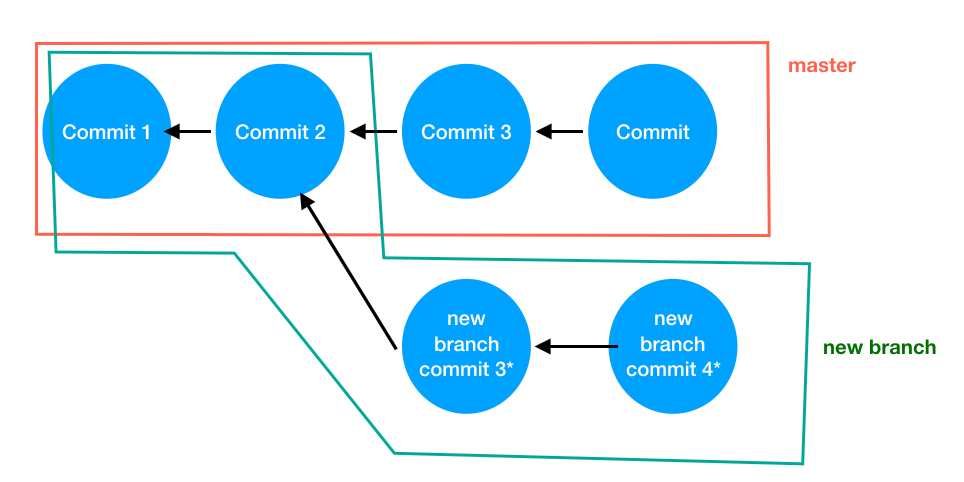 master
Commit 1
Commit 2
Commit 3
Commit
new
branch
commit 3*
new
branch
commit 4*
new branch